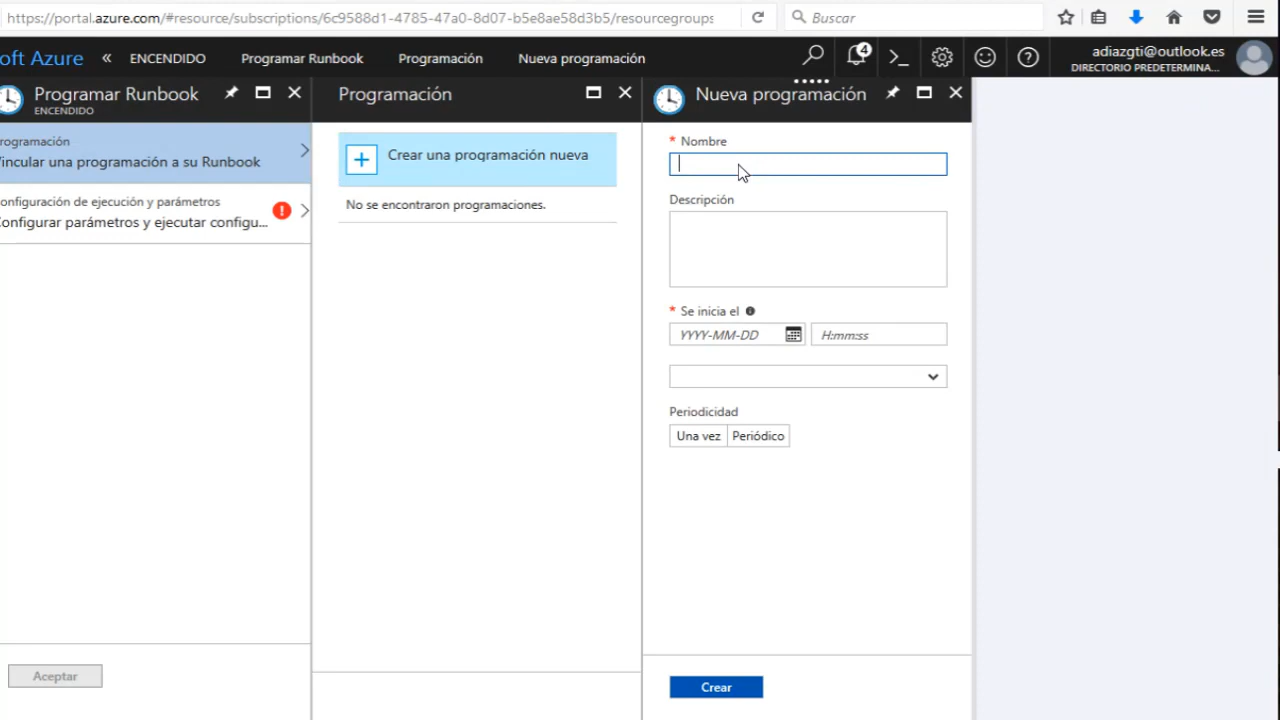 https://portal.azure.com/#resource/subscriptions/6c9588d1-4785-47a0-8d07-b5e8ae58d3b5/resourcegroups
Buscar
oft Azure « ENCENDIDO Programar Runbook Programación Nueva programación
4
adiazgti@outlook.es
DIRECTORIO PREDETERMINA...
Programar Runbook
ENCENDIDO
rogramación
incular una programación a su Runbook
onfiguración de ejecución y parámetros
onfigurar parámetros y ejecutar configu...
Aceptar
Programación
Crear una programación nueva
No se encontraron programaciones.
Nueva programación
* Nombre
Descripción
* Se inicia el
YYYY-MM-DD H:mm:ss
Periodicidad
Una vez Periódico
Crear